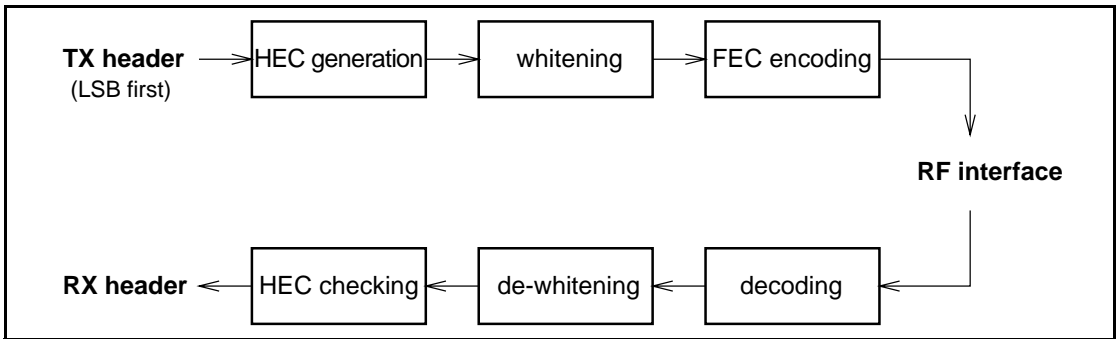 TX header
(LSB first)
HEC generation
whitening
FEC encoding
RF interface
RX header
HEC checking
de-whitening
decoding